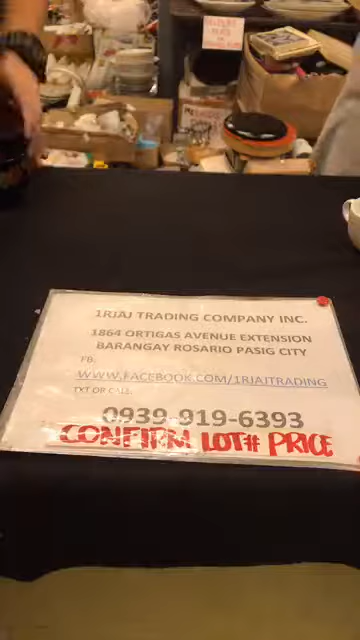 1RJAJ TRADING COMPANY INC.
1864 ORTIGAS AVENUE EXTENSION
BARANGAY ROSARIO PASIG CITY
FB:
WWW.FACEBOOK.COM/1RJAJTRADING
TXT OR CALL:
0939-919-6393
CONFIRM LOT# PRICE